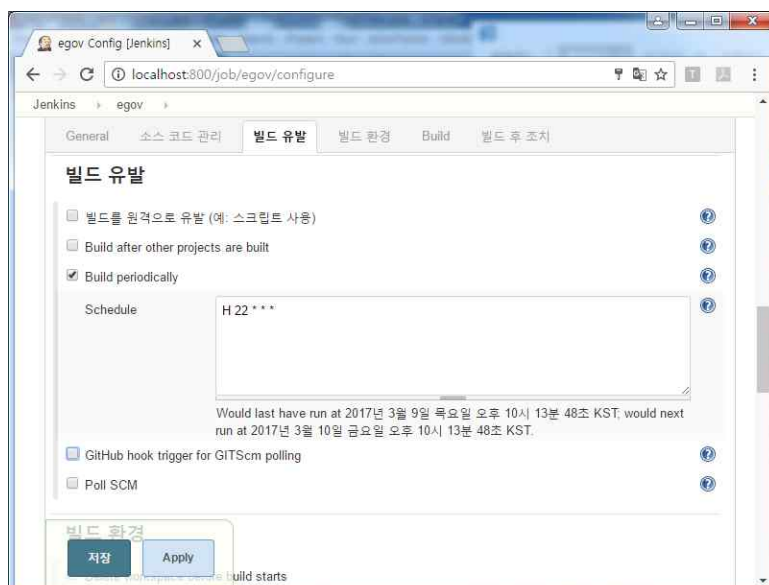 egov Config [Jenkins]
localhost:800/job/egov/configure
Jenkins
egov
General 소스 코드 관리 빌드 유발 빌드 환경 Build 빌드 후 조치
빌드 유발
빌드를 원격으로 유발 (예: 스크립트 사용)
Build after other projects are built
Build periodically
Schedule
H 22 * * *
Would last have run at 2017년 3월 9일 목요일 오후 10시 13분 48초 KST; would next
run at 2017년 3월 10일 금요일 오후 10시 13분 48초 KST.
GitHub hook trigger for GITScm polling
Poll SCM
빌드 환경
저장
Apply
build starts